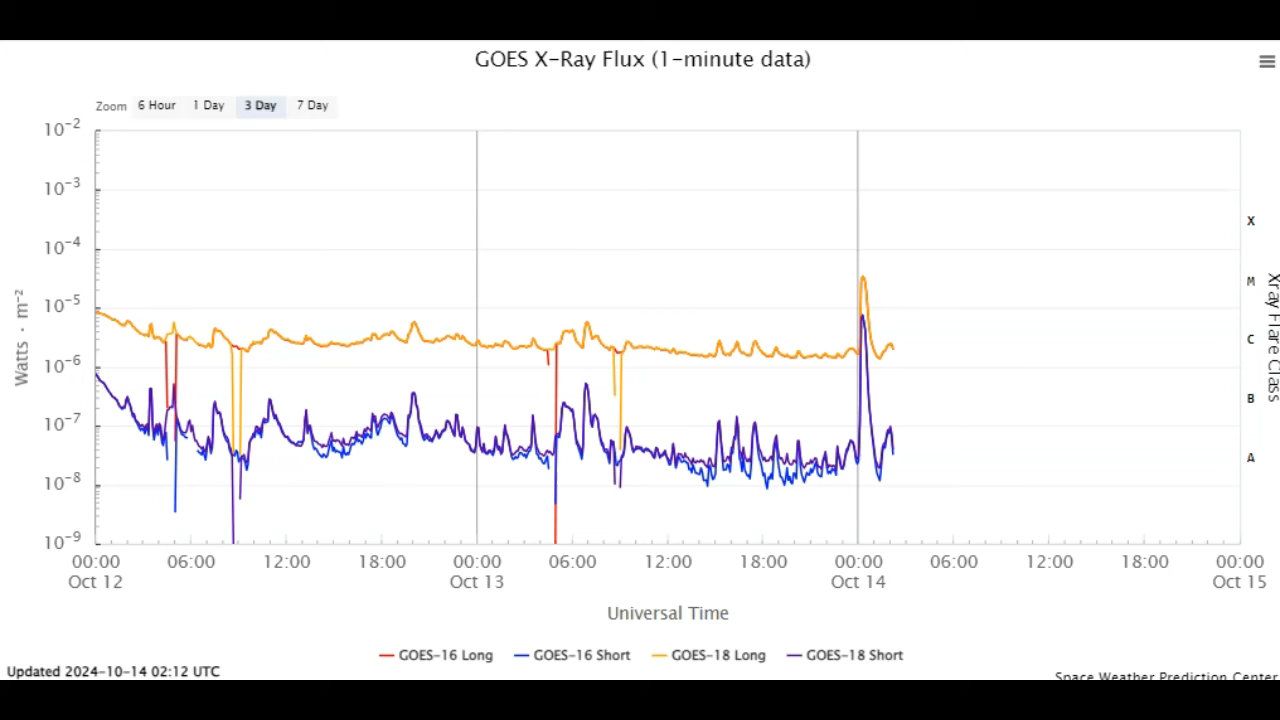 GOES X-Ray Flux (1-minute data)
Zoom 6 Hour 1 Day 3 Day 7 Day
10⁻²
10⁻³
10⁻⁴
10⁻⁵
10⁻⁶
10⁻⁷
10⁻⁸
10⁻⁹
Watts · m⁻²
X
M
C
B
A
Xray Flare Class
00:00 06:00 12:00 18:00 00:00 06:00 12:00 18:00 00:00 06:00 12:00 18:00 00:00
Oct 12 Oct 13 Oct 14 Oct 15
Universal Time
GOES-16 Long GOES-16 Short GOES-18 Long GOES-18 Short
Updated 2024-10-14 02:12 UTC
Space Weather Prediction Center